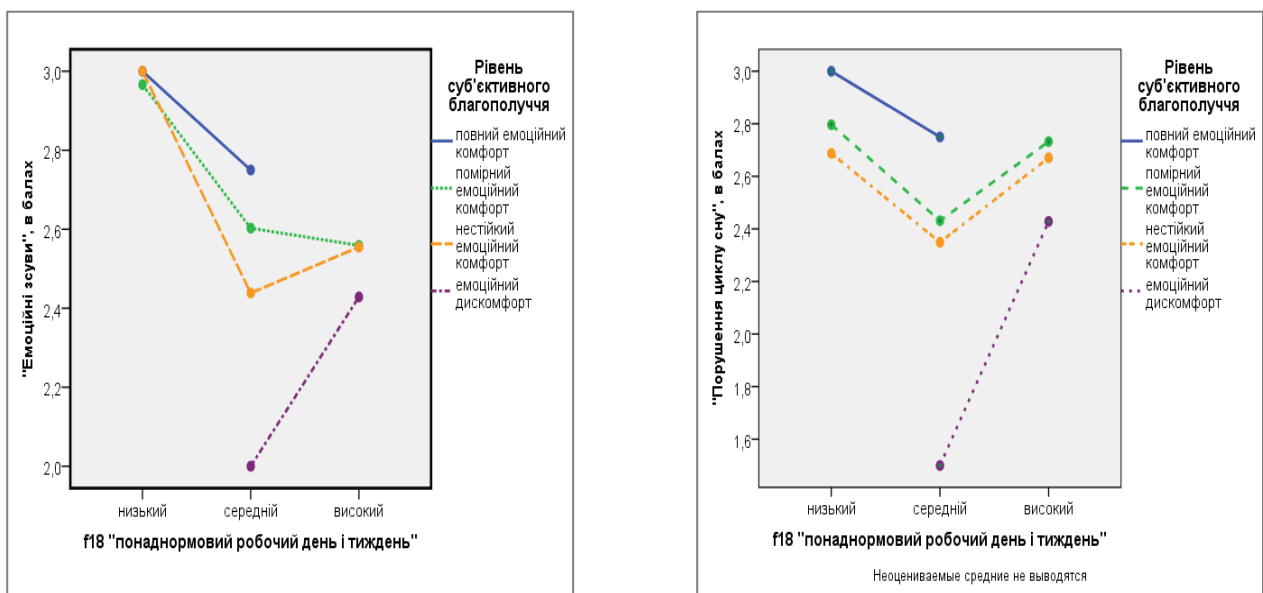 "Емоційні зсуви", в балах
3,0
2,8
2,6
2,4
2,2
2,0
низький середній високий
f18 "понаднормовий робочий день і тиждень"
Рівень
суб'єктивного
благополуччя
повний емоційний
комфорт
помірний
емоційний
комфорт
нестійкий
емоційний
комфорт
емоційний
дискомфорт
"Порушення циклу сну", в балах
3,0
2,8
2,6
2,4
2,2
2,0
1,8
1,6
низький середній високий
f18 "понаднормовий робочий день і тиждень"
Неоцениваемые средние не выводятся
Рівень
суб'єктивного
благополуччя
повний емоційний
комфорт
помірний
емоційний
комфорт
нестійкий
емоційний
комфорт
емоційний
дискомфорт